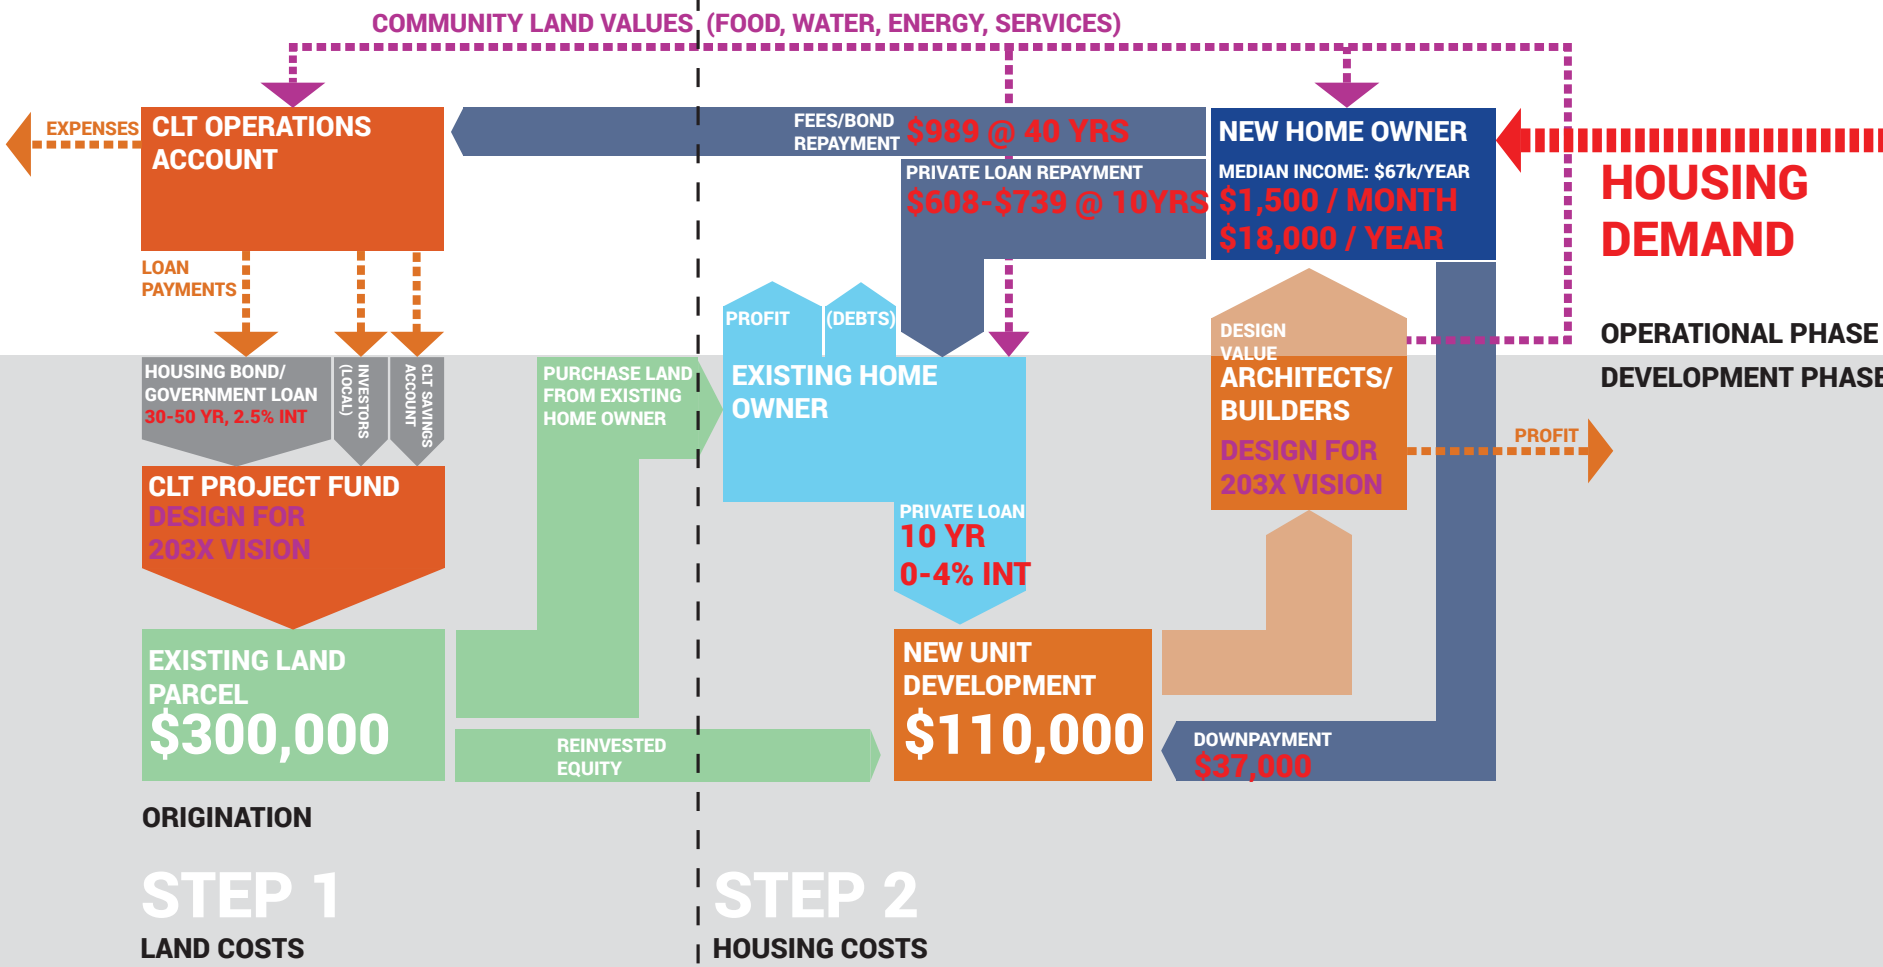 COMMUNITY LAND VALUES (FOOD, WATER, ENERGY, SERVICES)
EXPENSES
CLT OPERATIONS
ACCOUNT
FEES/BOND
REPAYMENT
$989 @ 40 YRS
PRIVATE LOAN REPAYMENT
$608-$739 @ 10YRS
NEW HOME OWNER
MEDIAN INCOME: $67k/YEAR
$1,500 / MONTH
$18,000 / YEAR
HOUSING
DEMAND
LOAN
PAYMENTS
PROFIT
(DEBTS)
DESIGN
VALUE
OPERATIONAL PHASE
DEVELOPMENT PHASE
HOUSING BOND/
GOVERNMENT LOAN
30-50 YR, 2.5% INT
INVESTORS
(LOCAL)
CLT SAVINGS
ACCOUNT
PURCHASE LAND
FROM EXISTING
HOME OWNER
EXISTING HOME
OWNER
ARCHITECTS/
BUILDERS
DESIGN FOR
203X VISION
PROFIT
CLT PROJECT FUND
DESIGN FOR
203X VISION
PRIVATE LOAN
10 YR
0-4% INT
EXISTING LAND
PARCEL
$300,000
REINVESTED
EQUITY
NEW UNIT
DEVELOPMENT
$110,000
DOWNPAYMENT
$37,000
ORIGINATION
STEP 1
LAND COSTS
STEP 2
HOUSING COSTS